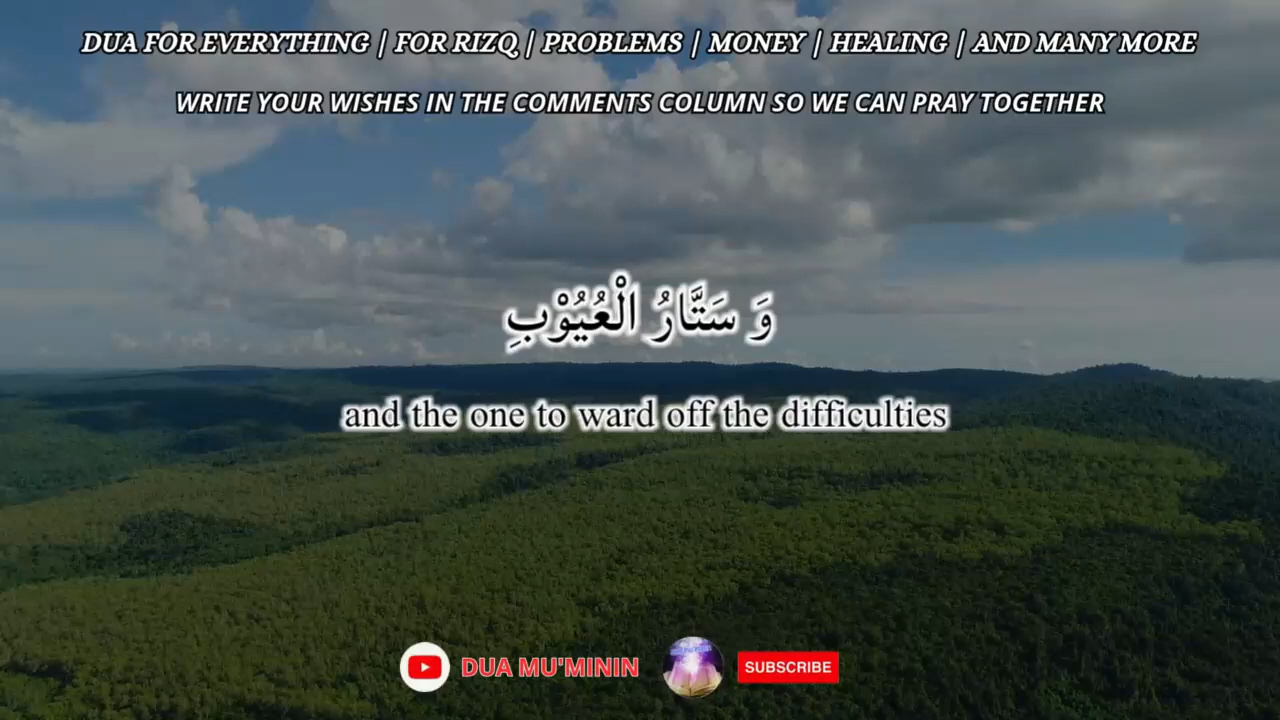 DUA FOR EVERYTHING | FOR RIZQ | PROBLEMS | MONEY | HEALING | AND MANY MORE
WRITE YOUR WISHES IN THE COMMENTS COLUMN SO WE CAN PRAY TOGETHER
وَ سَتَّارُ الْعُيُوْبِ
and the one to ward off the difficulties
DUA MU'MININ SUBSCRIBE